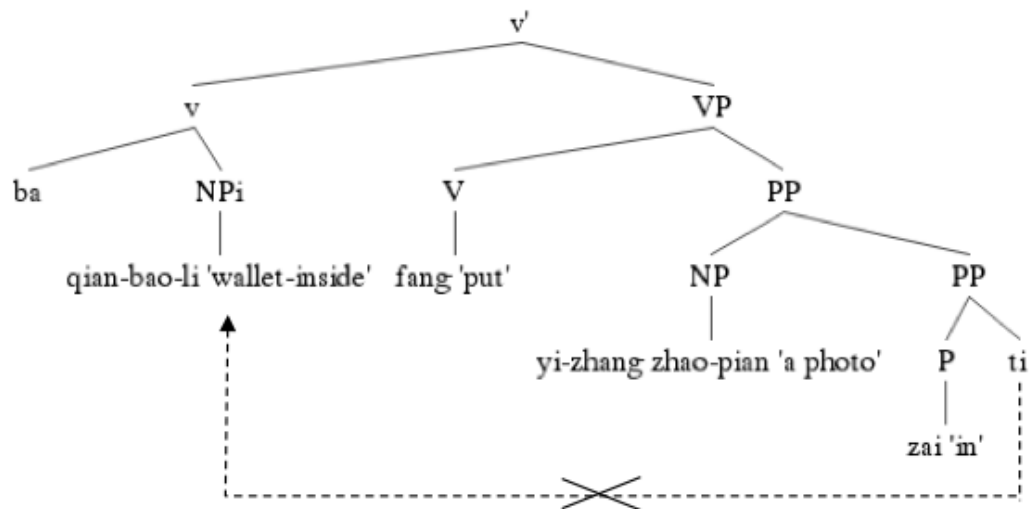 v'
v VP
ba NPi V PP
qian-bao-li 'wallet-inside' fang 'put' NP PP
yi-zhang zhao-pian 'a photo' P ti
zai 'in'